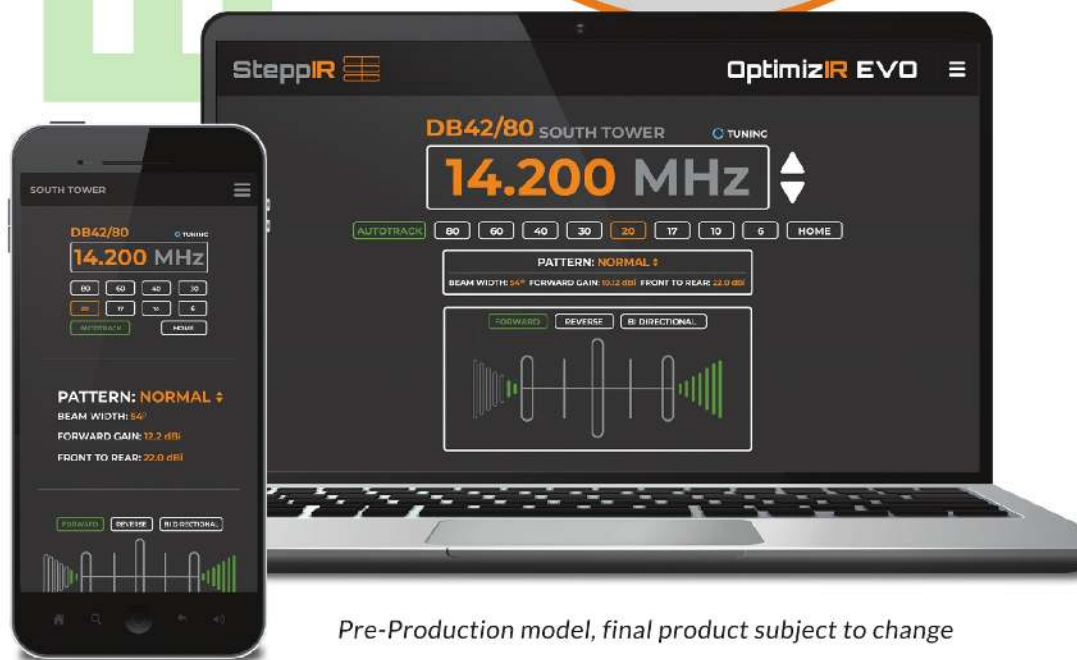 SteppIR
OptimizIR EVO
DB42/80 SOUTH TOWER TUNING
14.200 MHz
AUTOTRACK 80 60 40 30 20 17 10 6 HOME
PATTERN: NORMAL
BEAM WIDTH: 54° FORWARD GAIN: 10.12 dBi FRONT TO REAR: 22.0 dBi
FORWARD REVERSE BI DIRECTIONAL
SOUTH TOWER
DB42/80 TUNING
14.200 MHz
80 60 40 30
20 17 10 6
AUTOTRACK HOME
PATTERN: NORMAL
BEAM WIDTH: 54°
FORWARD GAIN: 12.2 dBi
FRONT TO REAR: 22.0 dBi
FORWARD REVERSE BI DIRECTIONAL
Pre-Production model, final product subject to change